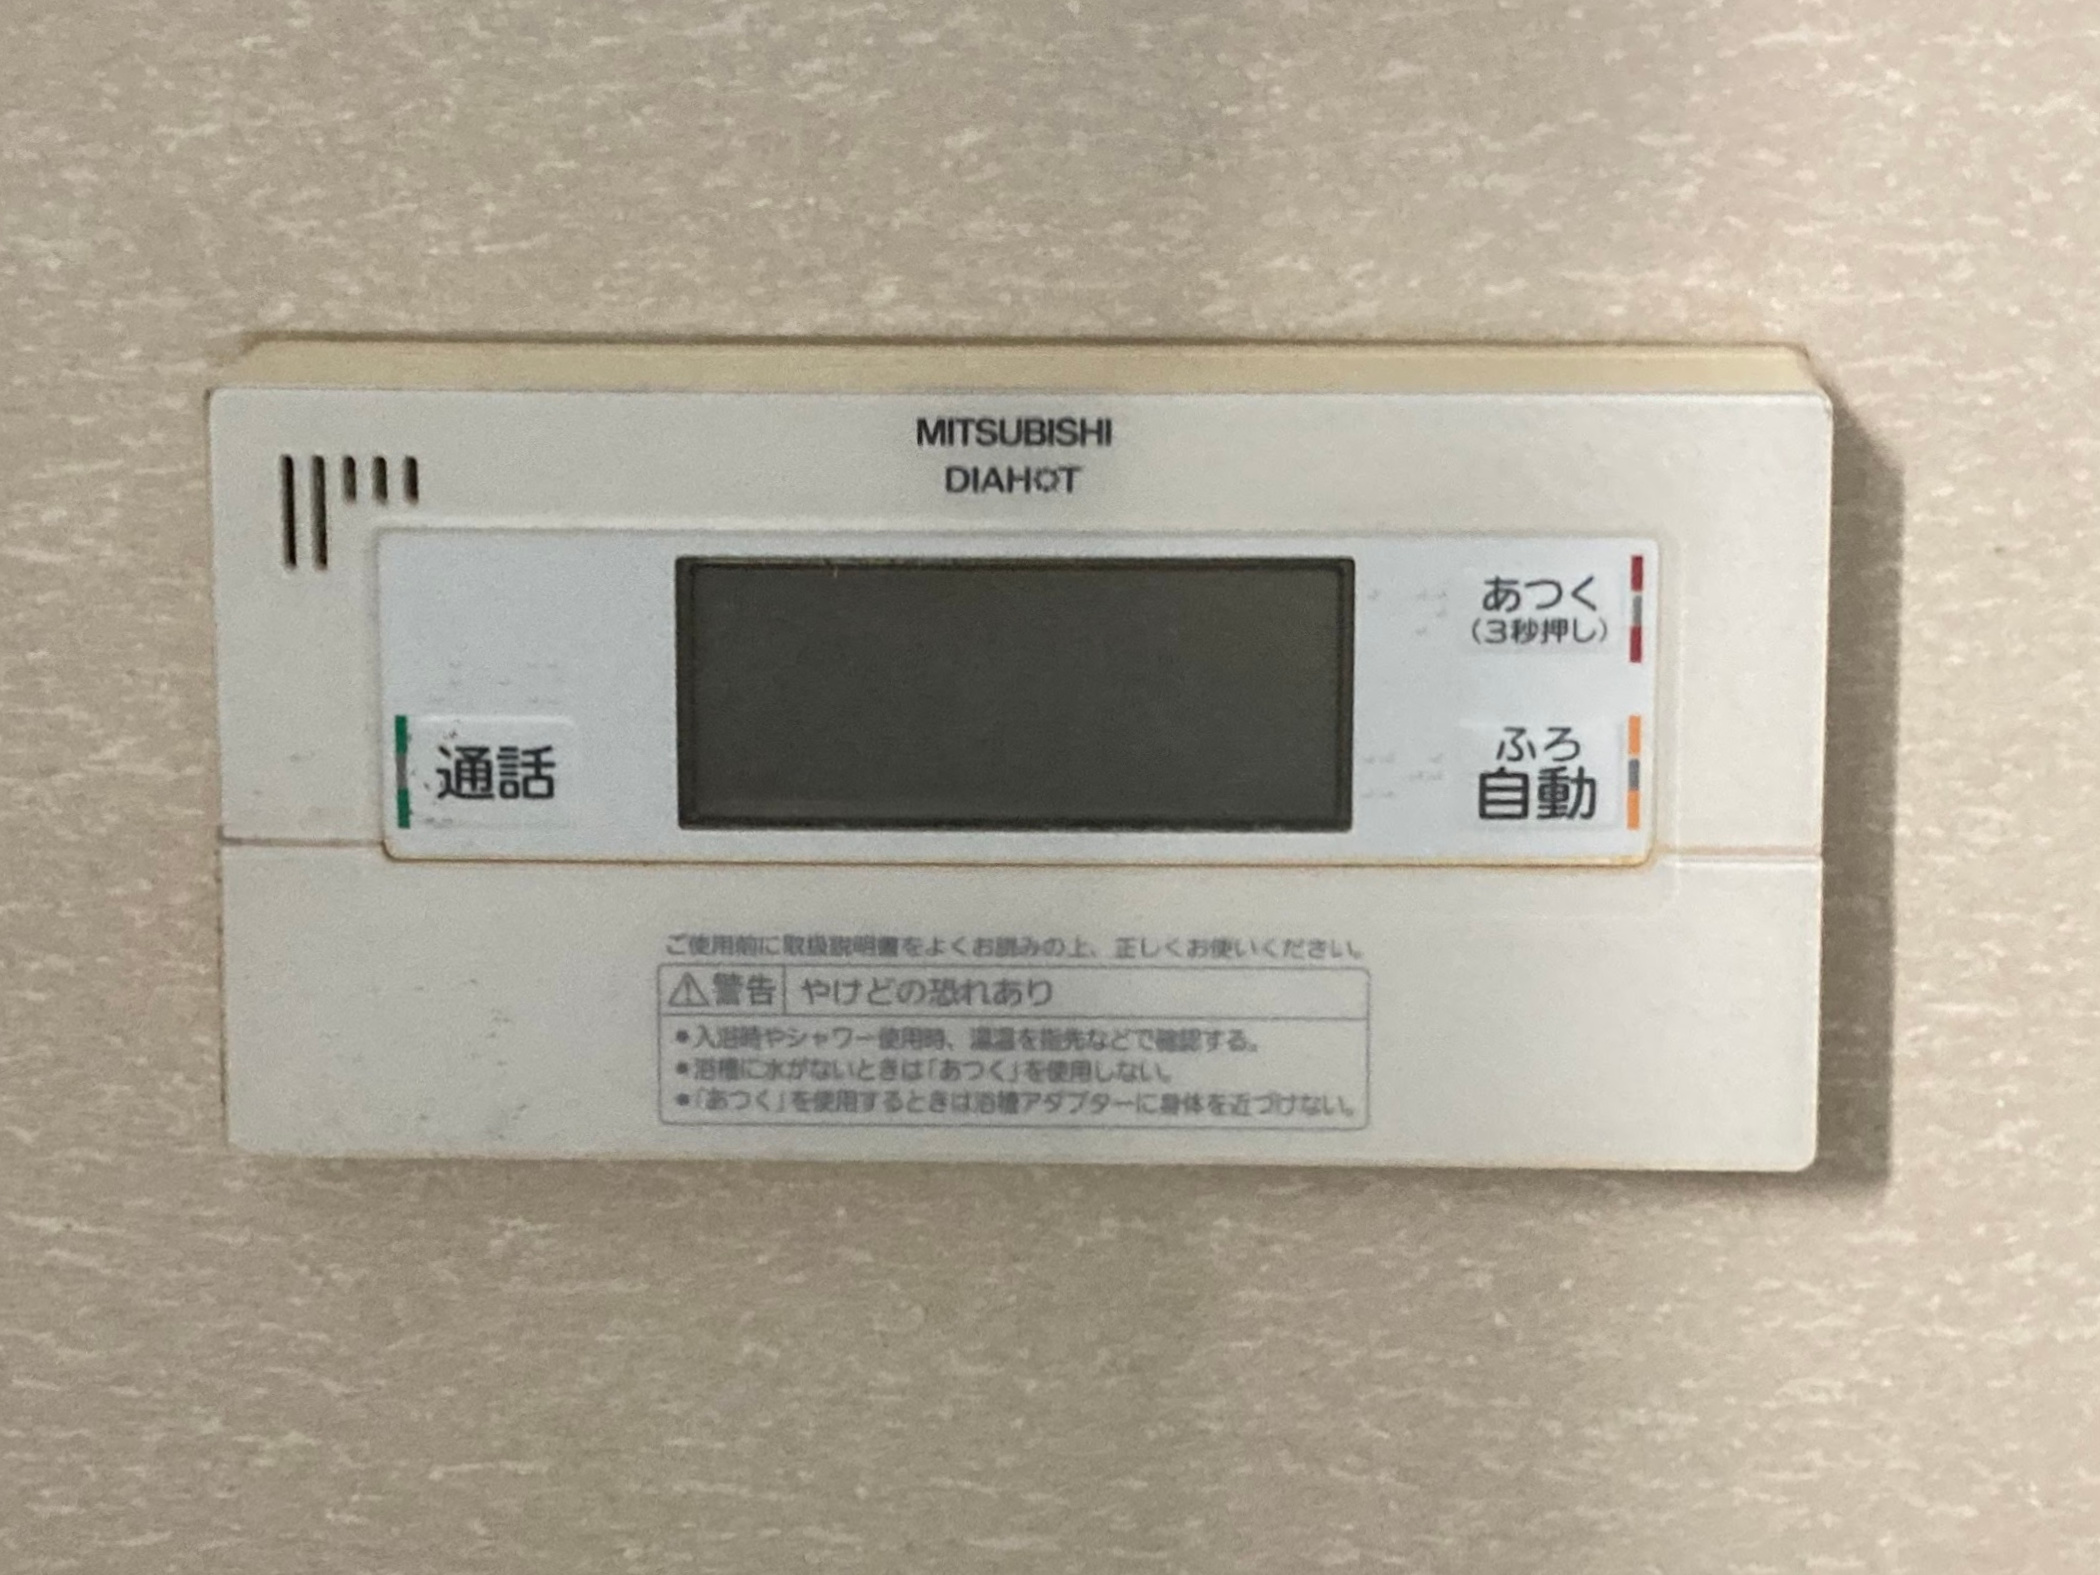 MITSUBISHI
DIAHOT
あつく
(3秒押し)
通話
ふろ
自動
ご使用前に取扱説明書をよくお読みの上、正しくお使いください。
⚠警告 やけどの恐れあり
●入浴時やシャワー使用時、湯温を指先などで確認する。
●浴槽に水がないときは「あつく」を使用しない。
●「あつく」を使用するときは浴槽アダプターに身体を近づけない。